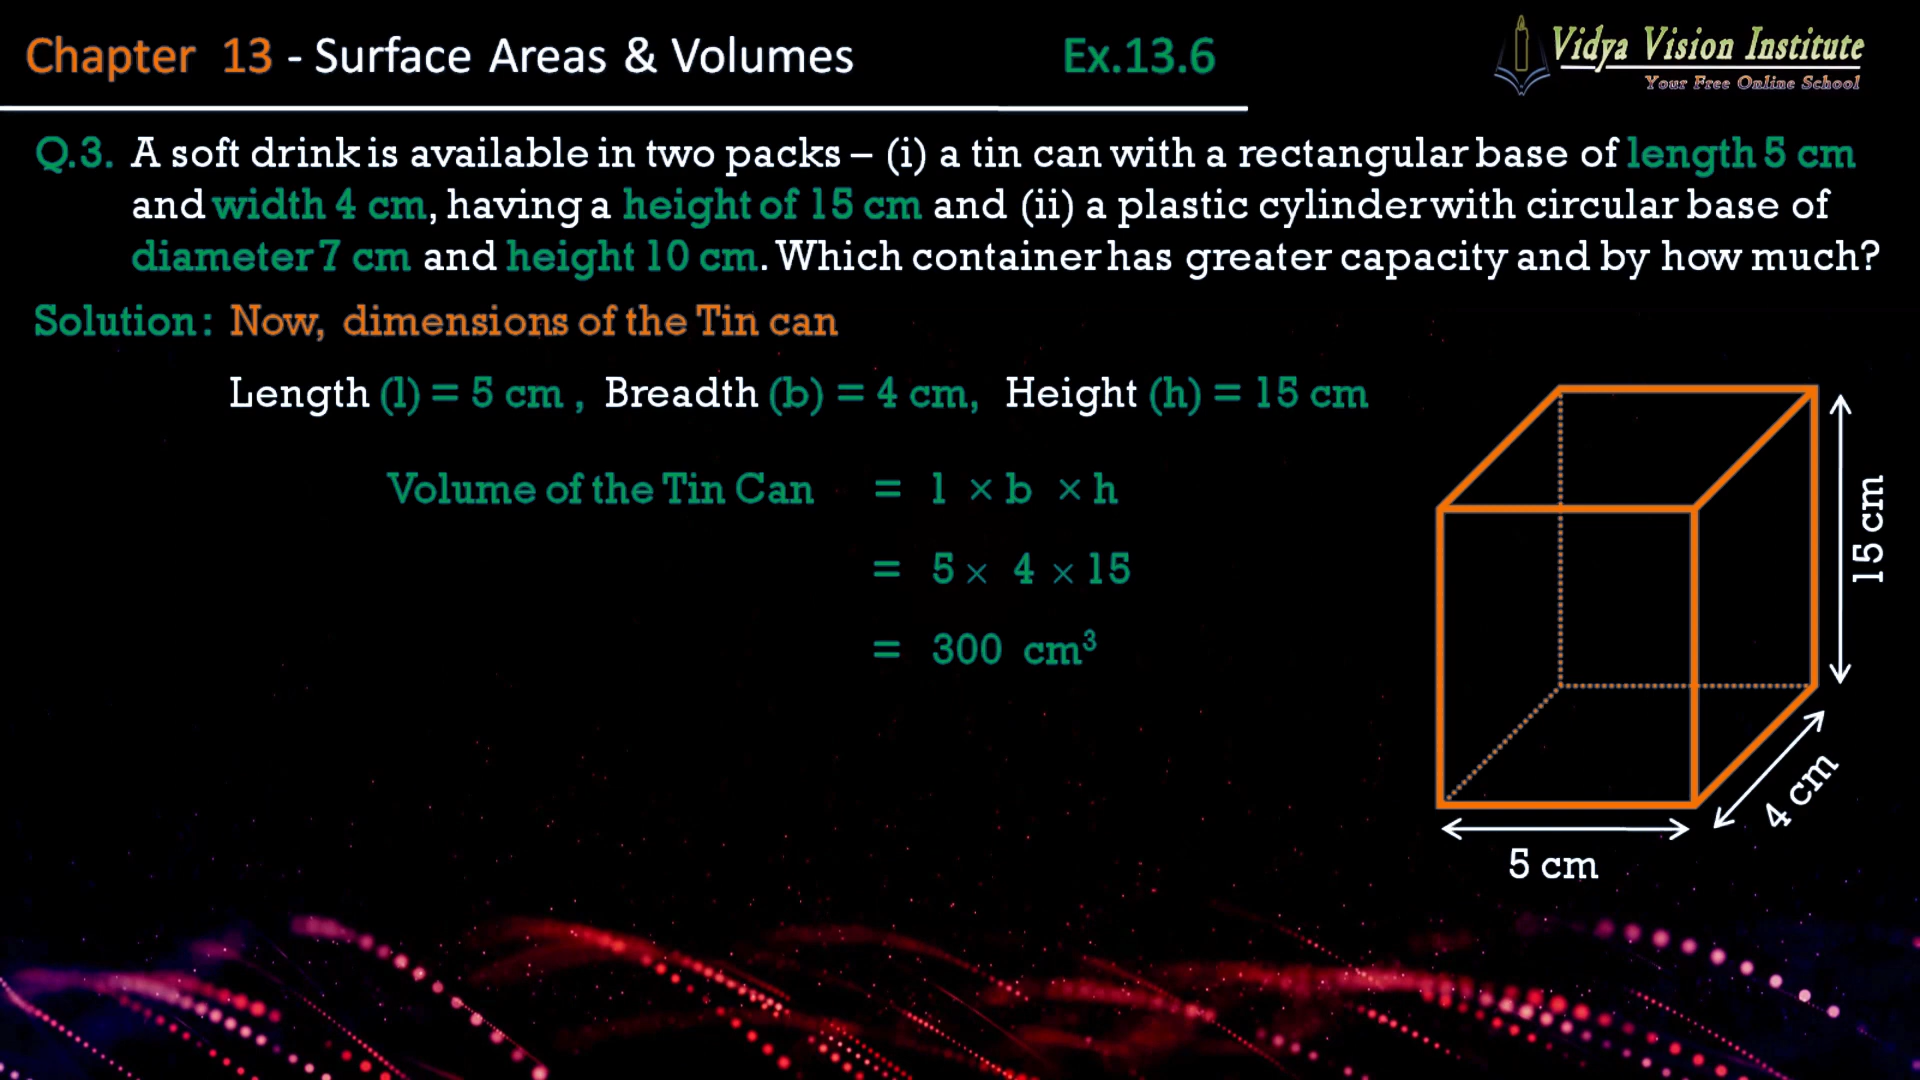 Chapter 13 - Surface Areas & Volumes
Ex.13.6
Vidya Vision Institute
Your Free Online School
Q.3. A soft drink is available in two packs – (i) a tin can with a rectangular base of length 5 cm
and width 4 cm, having a height of 15 cm and (ii) a plastic cylinder with circular base of
diameter 7 cm and height 10 cm. Which container has greater capacity and by how much?
Solution: Now, dimensions of the Tin can
Length (l) = 5 cm , Breadth (b) = 4 cm, Height (h) = 15 cm
Volume of the Tin Can = l × b × h
= 5 × 4 × 15
= 300 cm³
15 cm
4 cm
5 cm